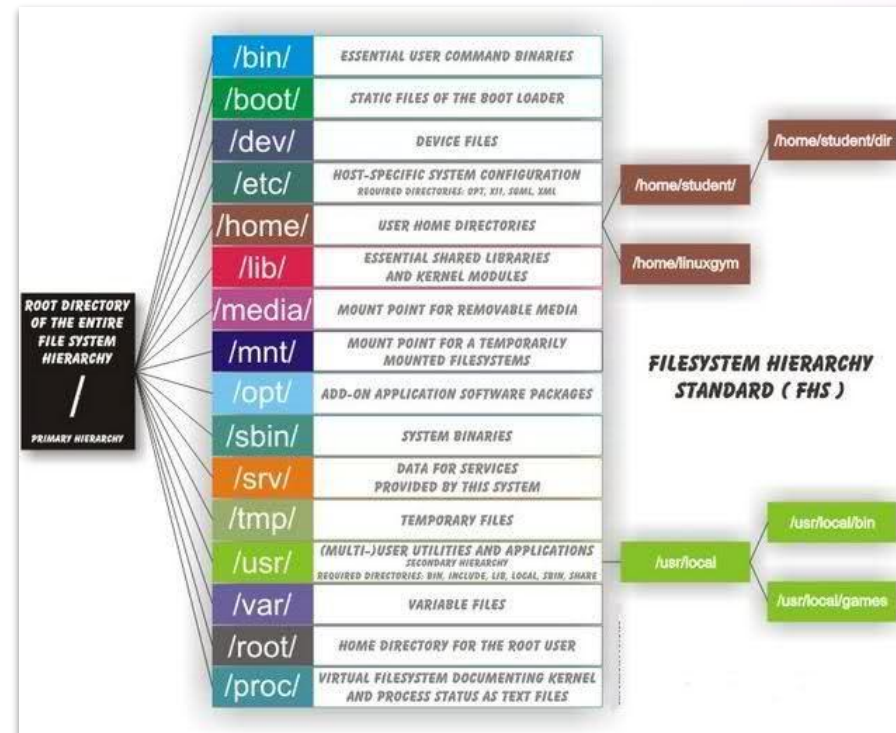 ROOT DIRECTORY
OF THE ENTIRE
FILE SYSTEM
HIERARCHY
/
PRIMARY HIERARCHY
/bin/
ESSENTIAL USER COMMAND BINARIES
/boot/
STATIC FILES OF THE BOOT LOADER
/dev/
DEVICE FILES
/etc/
HOST-SPECIFIC SYSTEM CONFIGURATION
REQUIRED DIRECTORIES: OPT, XII, SGML, XML
/home/
USER HOME DIRECTORIES
/lib/
ESSENTIAL SHARED LIBRARIES
AND KERNEL MODULES
/media/
MOUNT POINT FOR REMOVABLE MEDIA
/mnt/
MOUNT POINT FOR A TEMPORARILY
MOUNTED FILESYSTEMS
/opt/
ADD-ON APPLICATION SOFTWARE PACKAGES
/sbin/
SYSTEM BINARIES
/srv/
DATA FOR SERVICES
PROVIDED BY THIS SYSTEM
/tmp/
TEMPORARY FILES
/usr/
(MULTI-)USER UTILITIES AND APPLICATIONS
SECONDARY HIERARCHY
REQUIRED DIRECTORIES: BIN, INCLUDE, LIB, LOCAL, SBIN, SHARE
/var/
VARIABLE FILES
/root/
HOME DIRECTORY FOR THE ROOT USER
/proc/
VIRTUAL FILESYSTEM DOCUMENTING KERNEL
AND PROCESS STATUS AS TEXT FILES
/home/student/
/home/student/dir
/home/linuxgym
FILESYSTEM HIERARCHY
STANDARD ( FHS )
/usr/local
/usr/local/bin
/usr/local/games